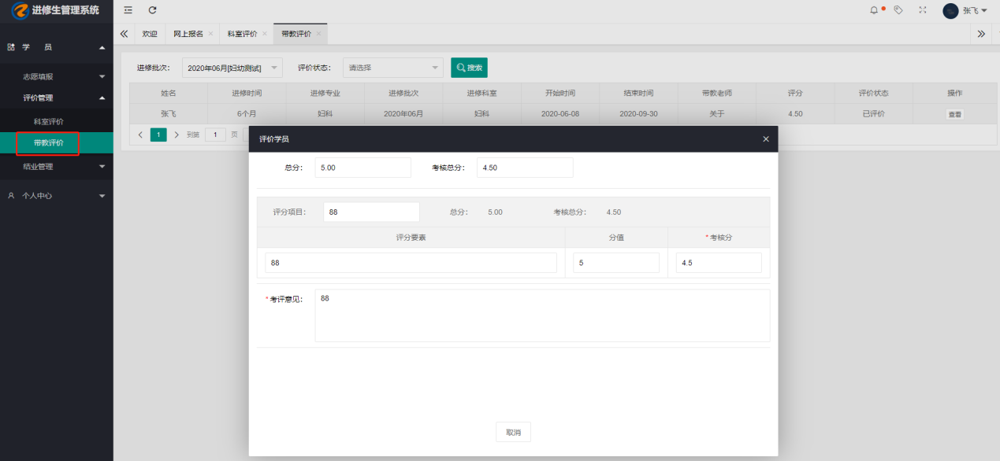 进修生管理系统
张飞
欢迎 网上报名 科室评价 带教评价
学 员
志愿填报
评价管理
科室评价
带教评价
结业管理
个人中心
进修批次: 2020年06月[妇幼测试] 评价状态: 请选择 搜索
姓名 进修时间 进修专业 进修批次 进修科室 开始时间 结束时间 带教老师 评分 评价状态 操作
张飞 6个月 妇科 2020年06月 妇科 2020-06-08 2020-09-30 关于 4.50 已评价 查看
1 到第 1 页
评价学员
总分: 5.00 考核总分: 4.50
评分项目: 88 总分: 5.00 考核总分: 4.50
评分要素 分值 *考核分
88 5 4.5
*考评意见: 88
取消